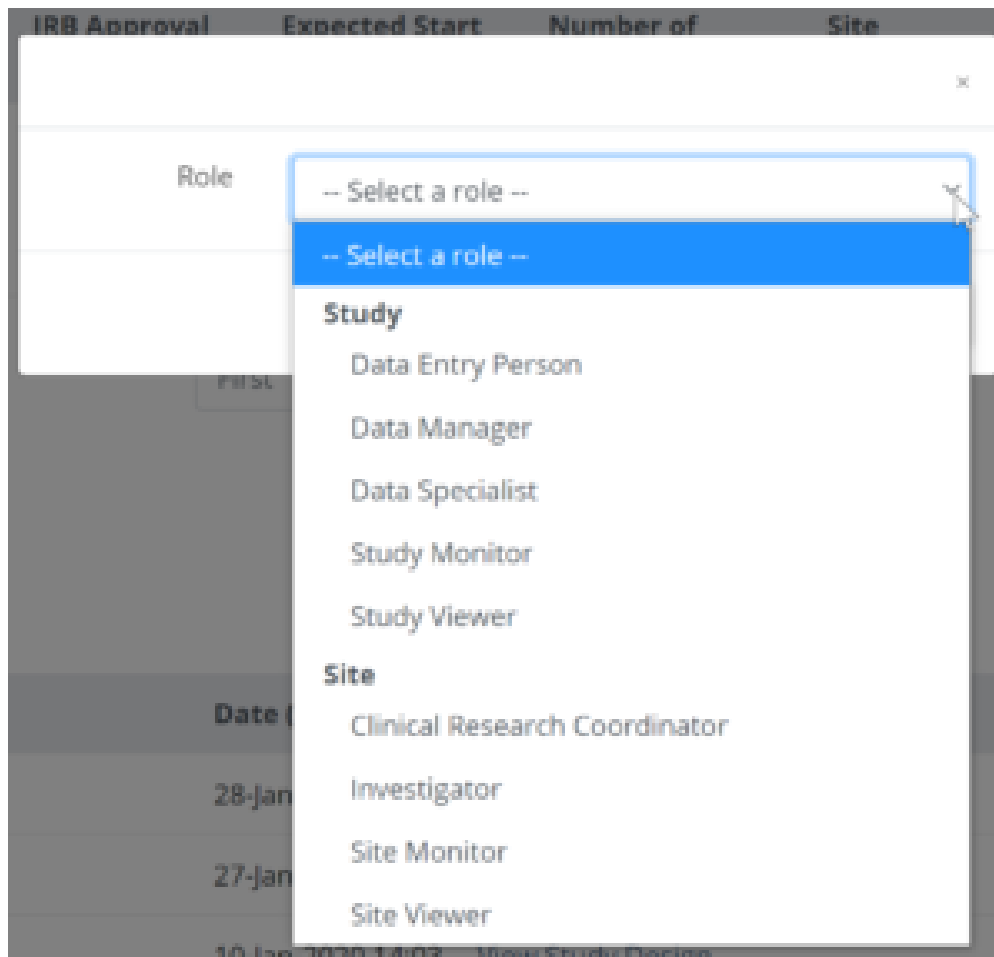 IRB Approval Expected Start Number of Site
×
Role
-- Select a role --
-- Select a role --
Study
Data Entry Person
Data Manager
Data Specialist
Study Monitor
Study Viewer
Site
Clinical Research Coordinator
Investigator
Site Monitor
Site Viewer
First
Date (
28-Jan
27-Jan
10-Jan-2020 14:03 View Study Design